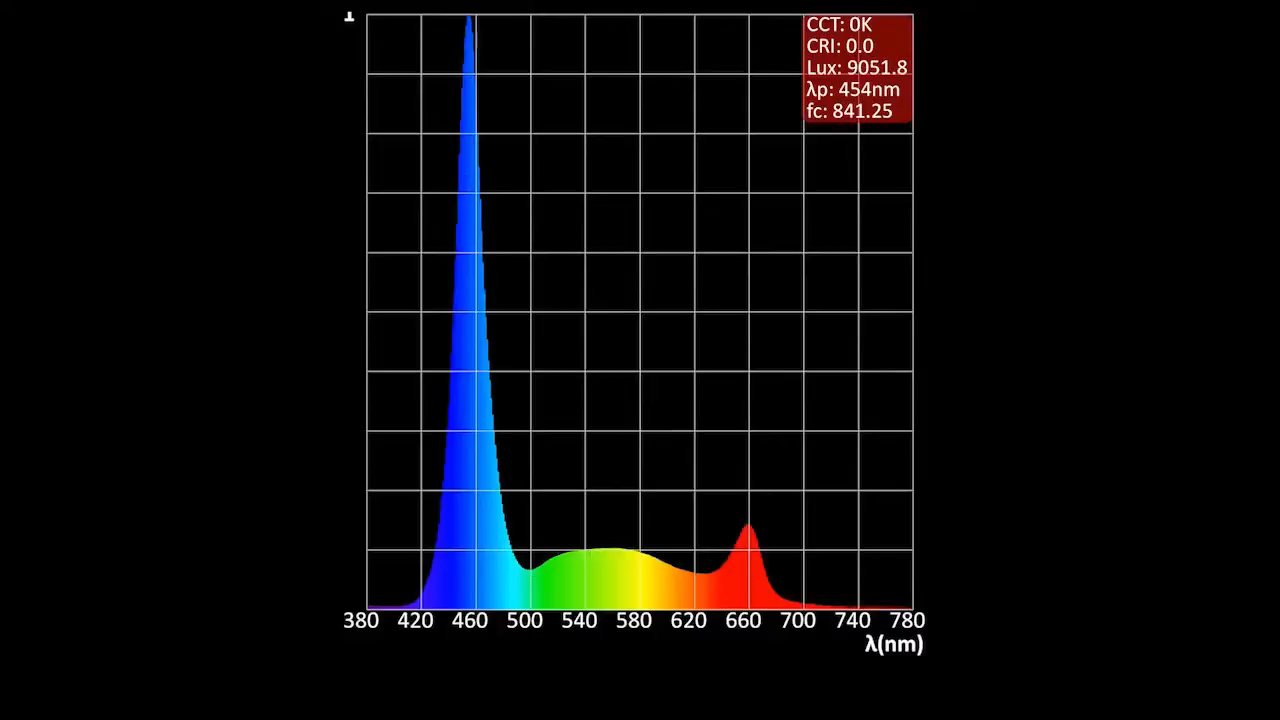 1
CCT: 0K
CRI: 0.0
Lux: 9051.8
λp: 454nm
fc: 841.25
380 420 460 500 540 580 620 660 700 740 780
λ(nm)